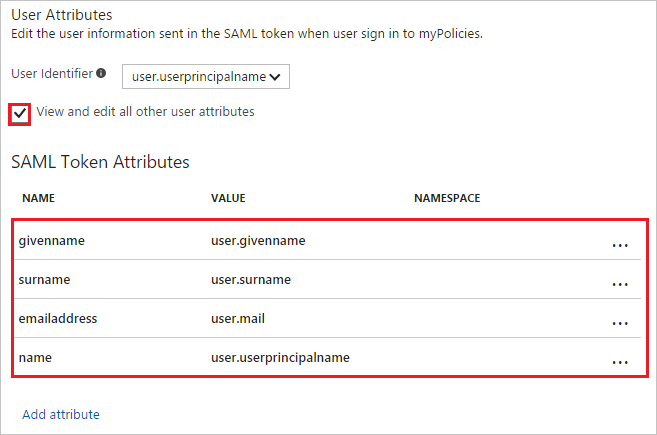 User Attributes
Edit the user information sent in the SAML token when user sign in to myPolicies.
User Identifier user.userprincipalname
View and edit all other user attributes
SAML Token Attributes
NAME VALUE NAMESPACE
givenname user.givenname ...
surname user.surname ...
emailaddress user.mail ...
name user.userprincipalname ...
Add attribute